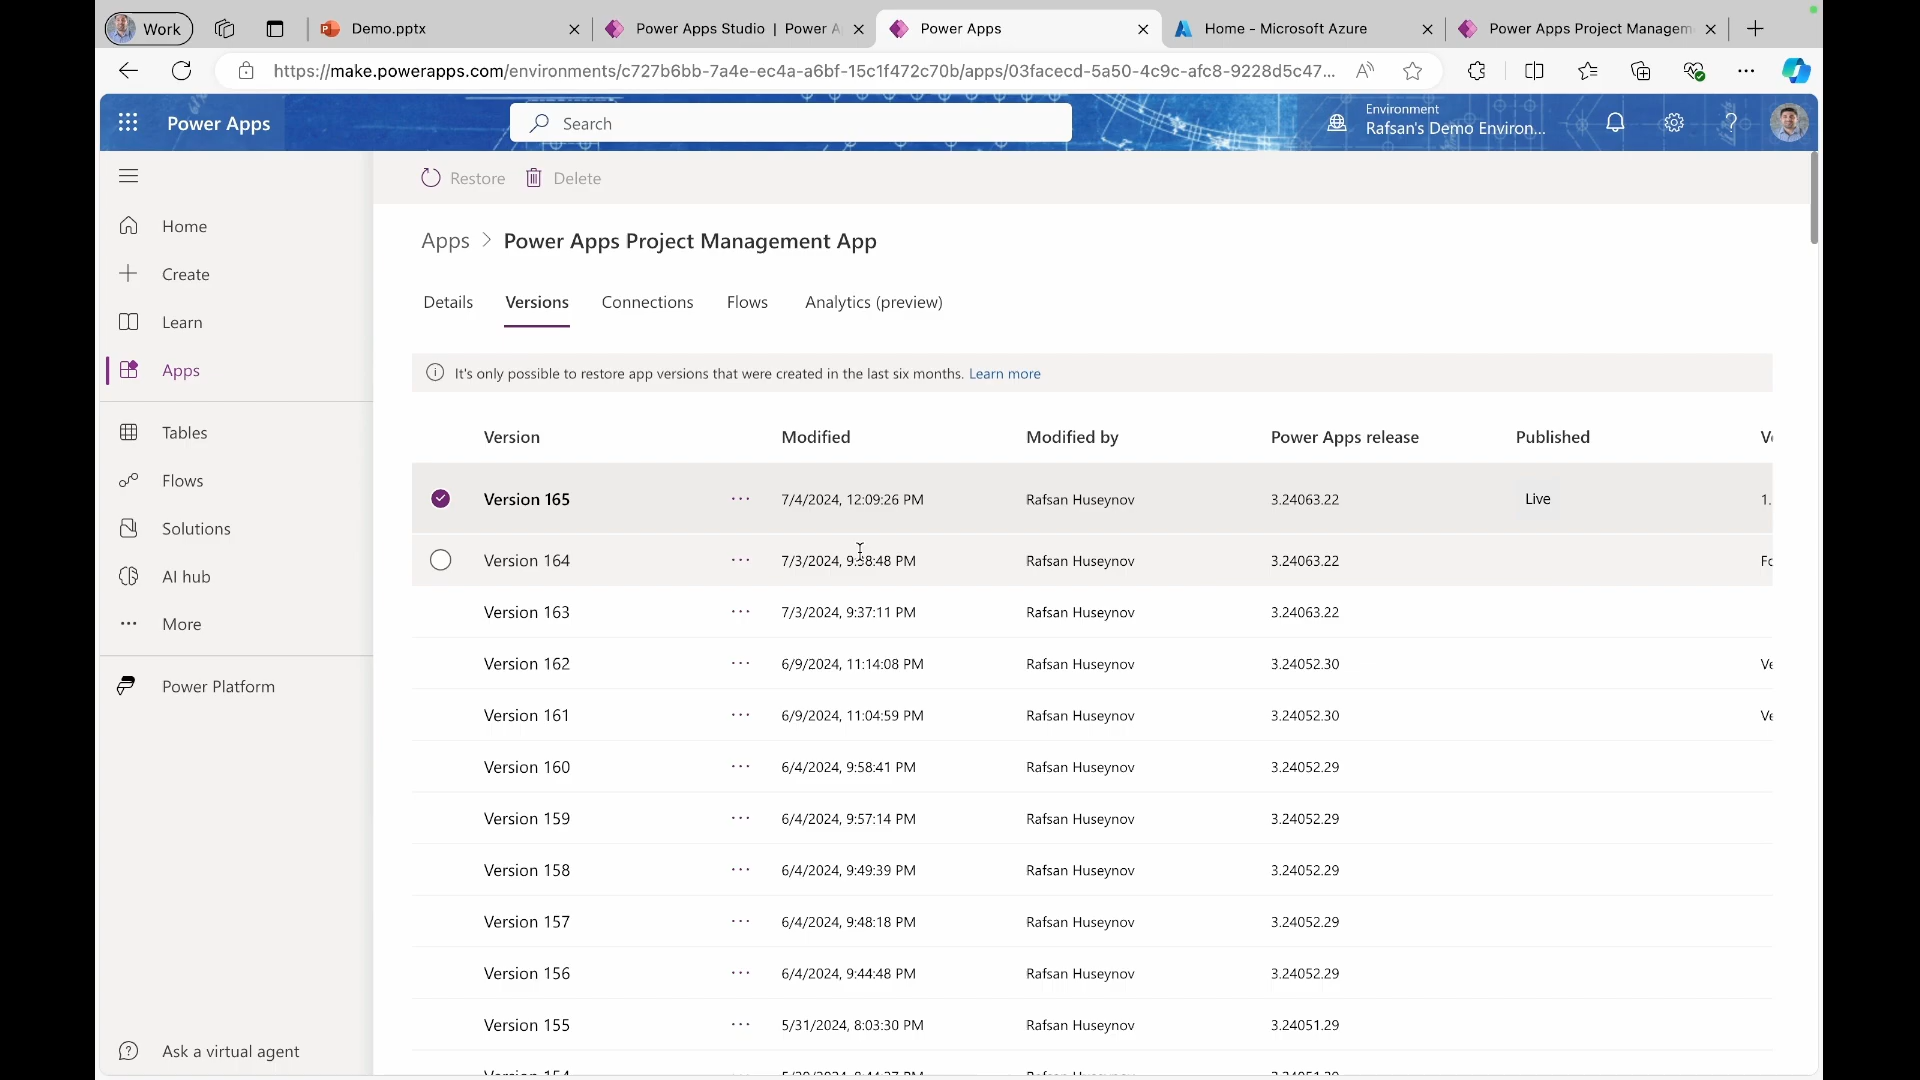 Work
Demo.pptx
Power Apps Studio | Power A
Power Apps
Home - Microsoft Azure
Power Apps Project Managem
https://make.powerapps.com/environments/c727b6bb-7a4e-ec4a-a6bf-15c1f472c70b/apps/03facecd-5a50-4c9c-afc8-9228d5c47...
Power Apps
Search
Environment
Rafsan's Demo Environ...
Restore
Delete
Home
Create
Learn
Apps
Tables
Flows
Solutions
AI hub
More
Power Platform
Ask a virtual agent
Apps > Power Apps Project Management App
Details Versions Connections Flows Analytics (preview)
It's only possible to restore app versions that were created in the last six months. Learn more
Version Modified Modified by Power Apps release Published
Version 165 ... 7/4/2024, 12:09:26 PM Rafsan Huseynov 3.24063.22 Live 1.
Version 164 ... 7/3/2024, 9:38:48 PM Rafsan Huseynov 3.24063.22 Fo
Version 163 ... 7/3/2024, 9:37:11 PM Rafsan Huseynov 3.24063.22
Version 162 ... 6/9/2024, 11:14:08 PM Rafsan Huseynov 3.24052.30 Ve
Version 161 ... 6/9/2024, 11:04:59 PM Rafsan Huseynov 3.24052.30 Ve
Version 160 ... 6/4/2024, 9:58:41 PM Rafsan Huseynov 3.24052.29
Version 159 ... 6/4/2024, 9:57:14 PM Rafsan Huseynov 3.24052.29
Version 158 ... 6/4/2024, 9:49:39 PM Rafsan Huseynov 3.24052.29
Version 157 ... 6/4/2024, 9:48:18 PM Rafsan Huseynov 3.24052.29
Version 156 ... 6/4/2024, 9:44:48 PM Rafsan Huseynov 3.24052.29
Version 155 ... 5/31/2024, 8:03:30 PM Rafsan Huseynov 3.24051.29